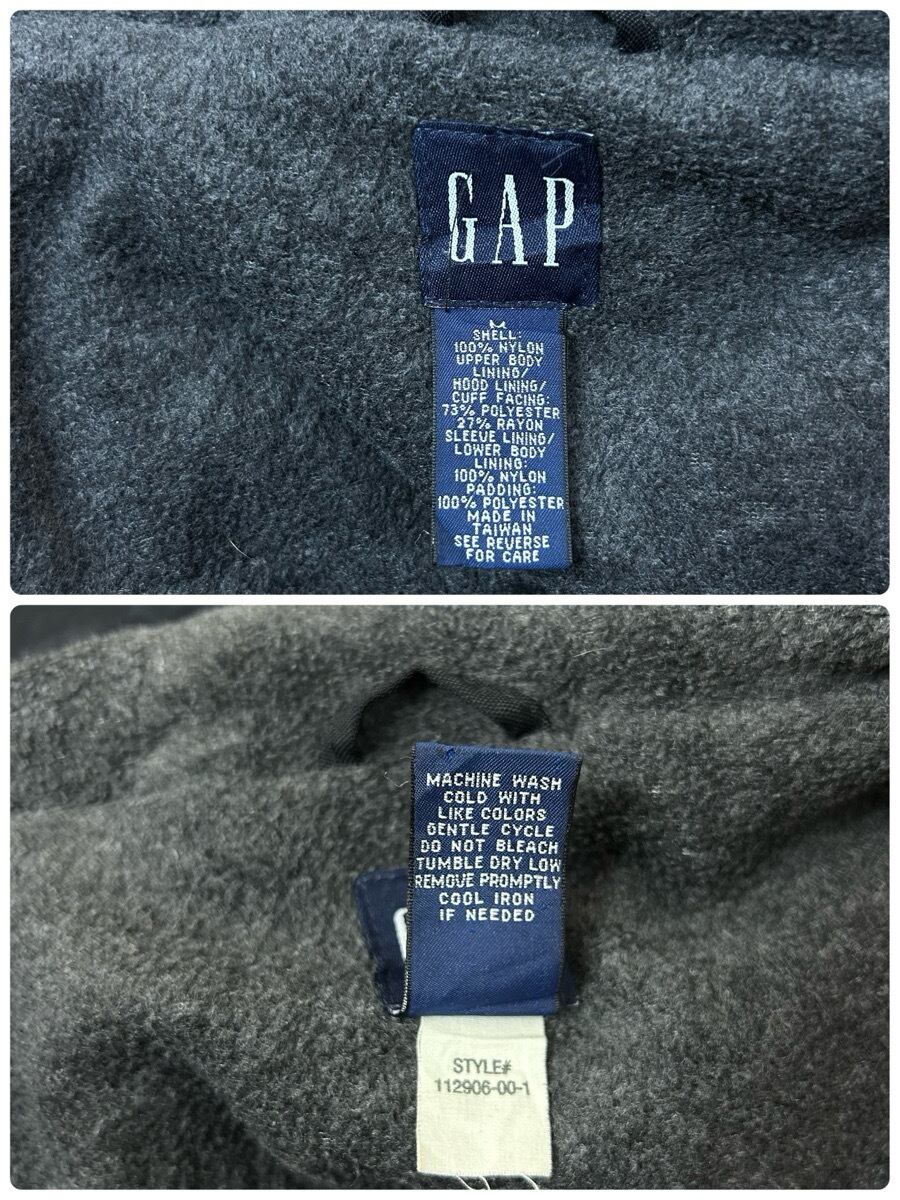 GAP
M
SHELL:
100% NYLON
UPPER BODY
LINING/
HOOD LINING/
CUFF FACING:
73% POLYESTER
27% RAYON
SLEEVE LINING/
LOWER BODY
LINING:
100% NYLON
PADDING:
100% POLYESTER
MADE IN
TAIWAN
SEE REVERSE
FOR CARE
MACHINE WASH
COLD WITH
LIKE COLORS
GENTLE CYCLE
DO NOT BLEACH
TUMBLE DRY LOW
REMOVE PROMPTLY
COOL IRON
IF NEEDED
G
STYLE#
112906-00-1